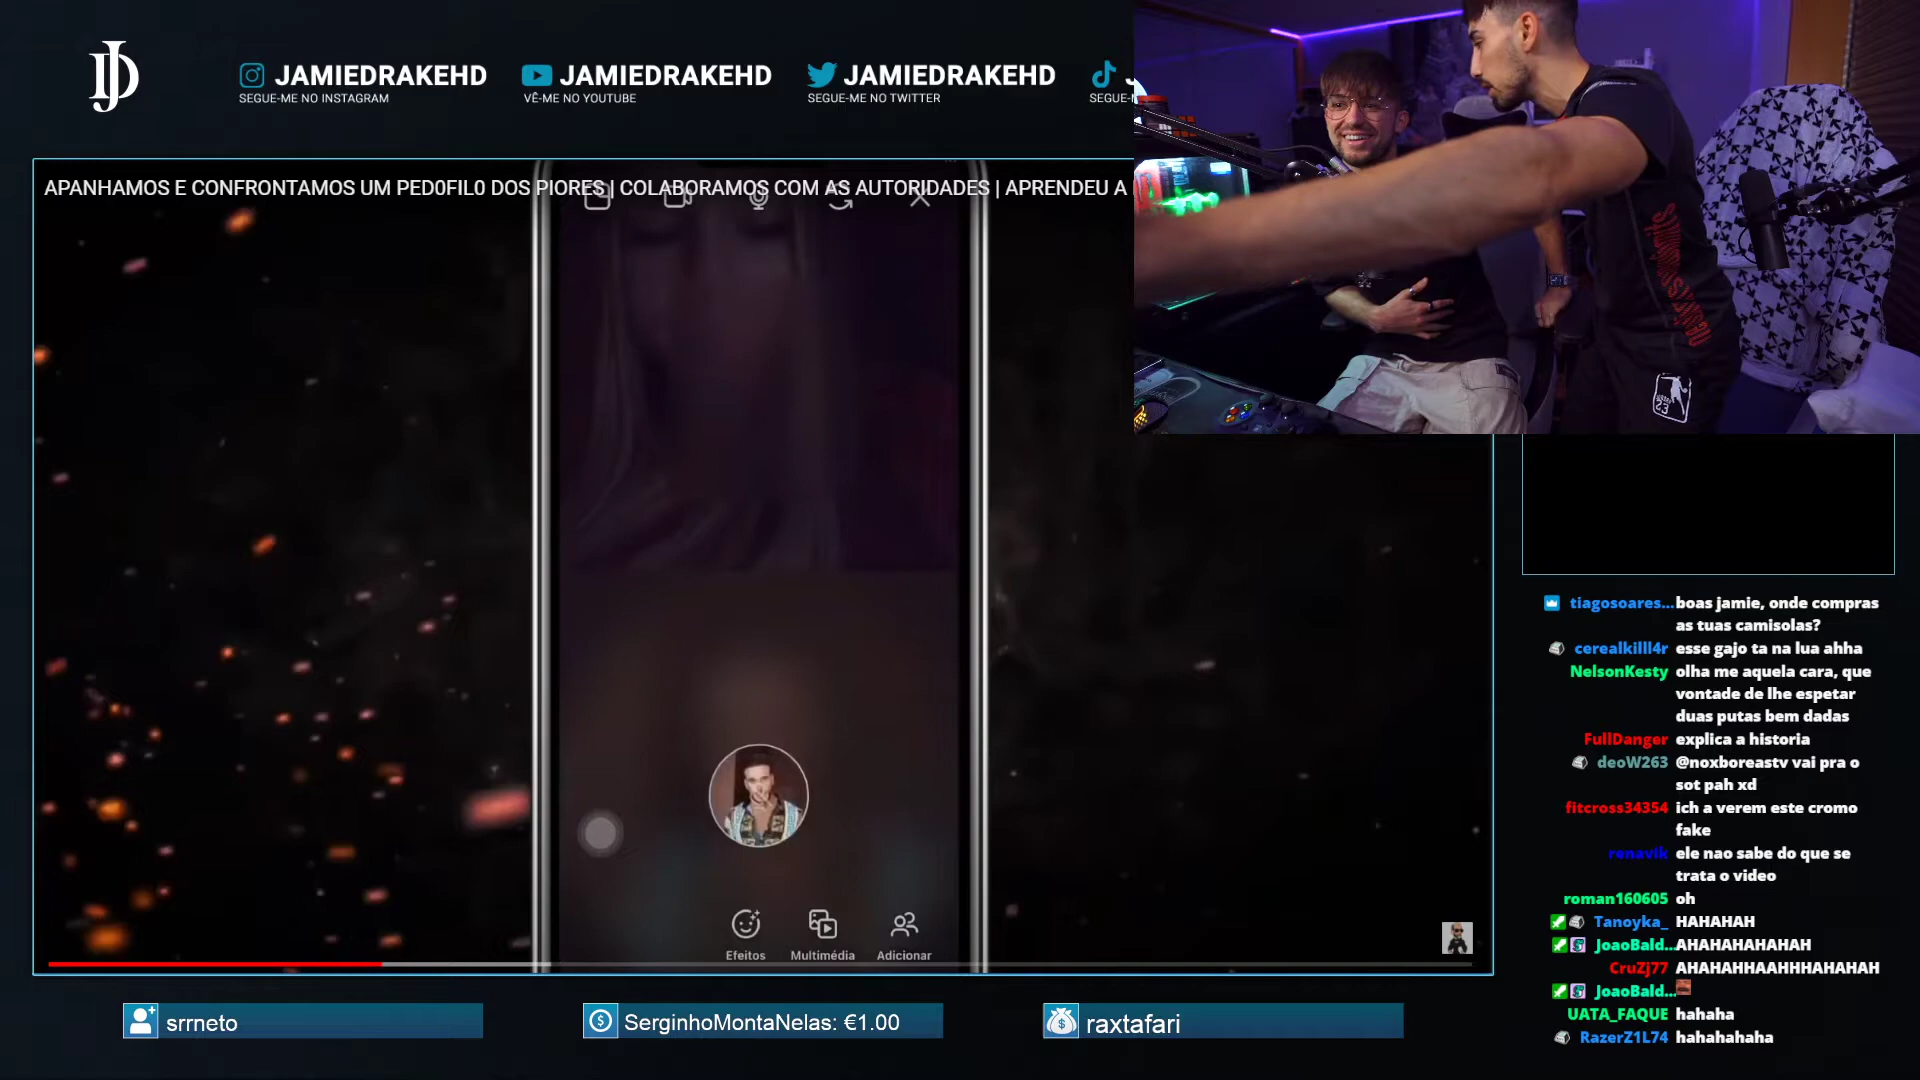 JD
JAMIEDRAKEHD
SEGUE-ME NO INSTAGRAM
JAMIEDRAKEHD
VÊ-ME NO YOUTUBE
JAMIEDRAKEHD
SEGUE-ME NO TWITTER
APANHAMOS E CONFRONTAMOS UM PED0FIL0 DOS PIORES | COLABORAMOS COM AS AUTORIDADES | APRENDEU A
23
Efeitos
Multimédia
Adicionar
tiagosoares... boas jamie, onde compras
as tuas camisolas?
cerealkilll4r esse gajo ta na lua ahha
NelsonKesty olha me aquela cara, que
vontade de lhe espetar
duas putas bem dadas
FullDanger explica a historia
deoW263 @noxboreastv vai pra o
sot pah xd
fitcross34354 ich a verem este cromo
fake
renavik ele nao sabe do que se
trata o video
roman160605 oh
Tanoyka_ HAHAHAH
JoaoBald... AHAHAHAHAHAH
CruZj77 AHAHAHHAAHHHAHAHAH
JoaoBald...
UATA_FAQUE hahaha
RazerZ1L74 hahahahaha
srrneto
SerginhoMontaNelas: €1.00
raxtafari